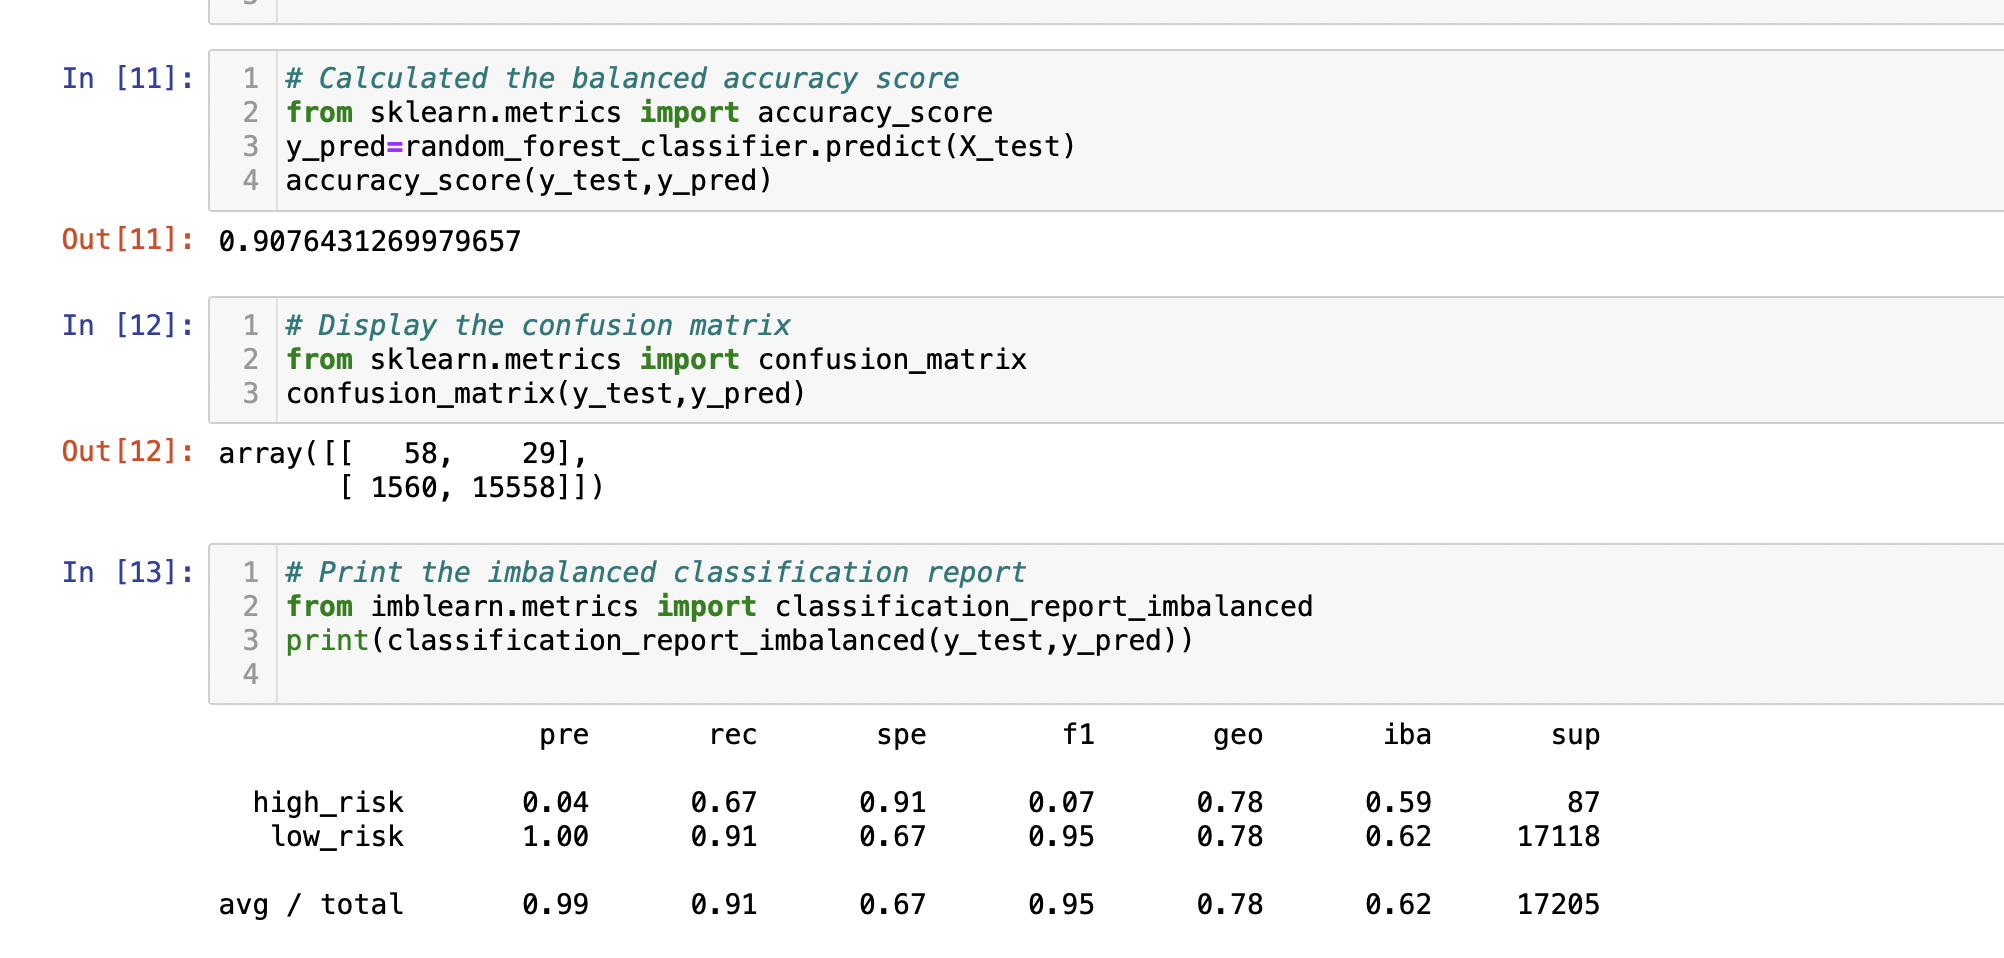 In [11]:
1 # Calculated the balanced accuracy score
2 from sklearn.metrics import accuracy_score
3 y_pred=random_forest_classifier.predict(X_test)
4 accuracy_score(y_test,y_pred)
Out[11]: 0.9076431269979657
In [12]:
1 # Display the confusion matrix
2 from sklearn.metrics import confusion_matrix
3 confusion_matrix(y_test,y_pred)
Out[12]: array([[   58,    29],
       [ 1560, 15558]])
In [13]:
1 # Print the imbalanced classification report
2 from imblearn.metrics import classification_report_imbalanced
3 print(classification_report_imbalanced(y_test,y_pred))
4
pre rec spe f1 geo iba sup
high_risk 0.04 0.67 0.91 0.07 0.78 0.59 87
low_risk 1.00 0.91 0.67 0.95 0.78 0.62 17118
avg / total 0.99 0.91 0.67 0.95 0.78 0.62 17205